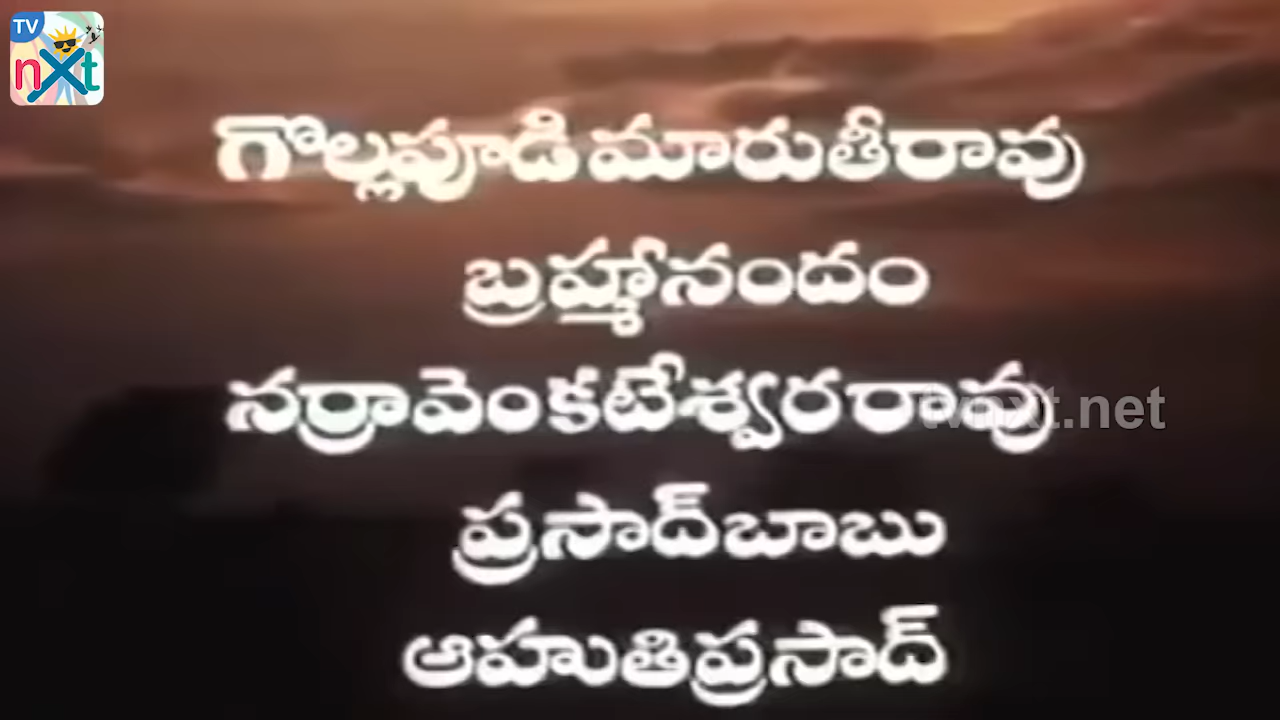 TV
nxt
గొల్లపూడి మారుతీరావు
బ్రహ్మానందం
నర్రావెంకటేశ్వరరావు
tvnxt.net
ప్రసాద్‌బాబు
ఆహుతిప్రసాద్